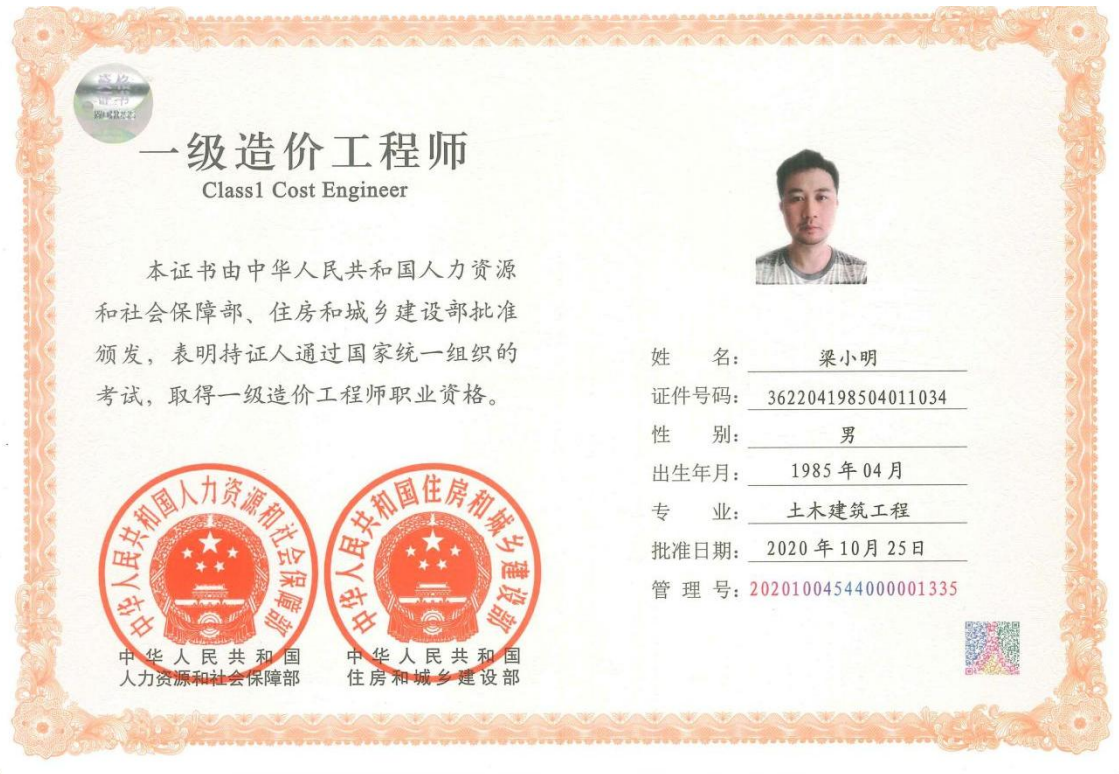 资格
证书
一级造价工程师
Class1 Cost Engineer
本证书由中华人民共和国人力资源
和社会保障部、住房和城乡建设部批准
颁发，表明持证人通过国家统一组织的
考试，取得一级造价工程师职业资格。
姓 名： 梁小明
证件号码： 362204198504011034
性 别： 男
出生年月： 1985 年 04 月
专 业： 土木建筑工程
批准日期： 2020 年 10 月 25 日
管 理 号：20201004544000001335
中华人民共和国人力资源和社会保障部
中华人民共和国住房和城乡建设部
中华人民共和国
人力资源和社会保障部
中华人民共和国
住房和城乡建设部